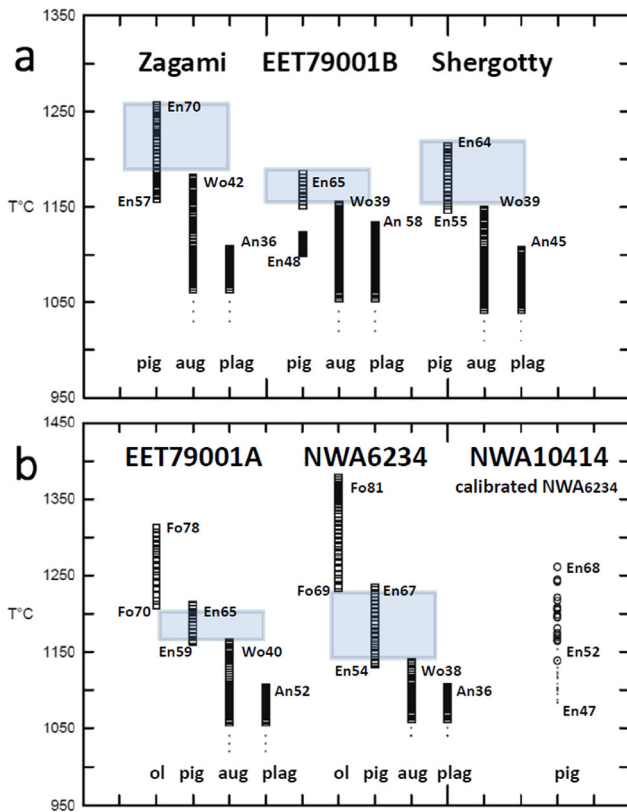 1350
a
Zagami EET79001B Shergotty
1250
En70
En64
En65
Wo42
Wo39
Wo39
En57
T°C
1150
An 58
En55
An36
An45
En48
1050
pig aug plag pig aug plag pig aug plag
950
1450
b
EET79001A NWA6234 NWA10414
calibrated NWA6234
1350
Fo81
Fo78
En68
1250
Fo70
En65
Fo69
En67
T°C
1150
En59
Wo40
En54
Wo38
En52
An52
An36
En47
1050
ol pig aug plag ol pig aug plag pig
950